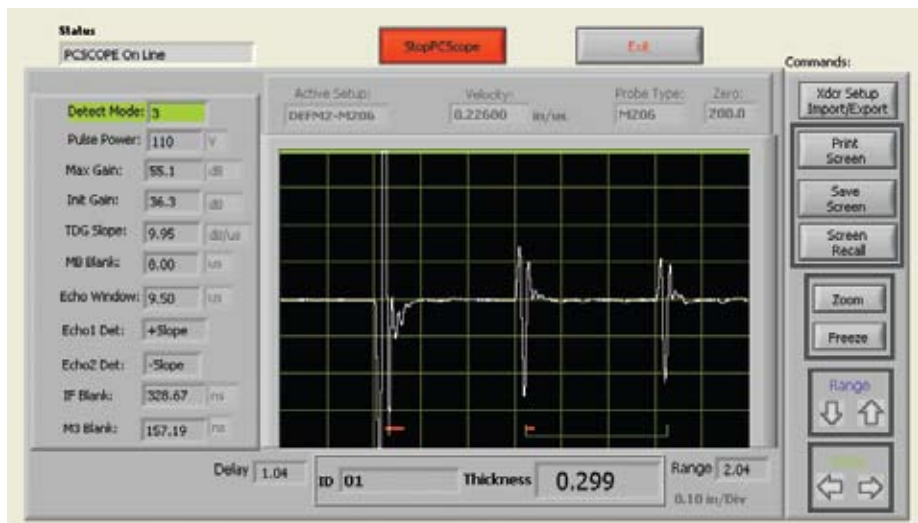 Status
PCSCOPE On Line
StopPCScope
Exit
Commands:
Detect Mode: 3
Pulse Power: 110 V
Max Gain: 55.1 dB
Init Gain: 36.3 dB
TDG Slope: 9.95 dB/us
MB Blank: 8.00 us
Echo Window: 9.50 us
Echo1 Det: +Slope
Echo2 Det: -Slope
IF Blank: 328.67 ns
M3 Blank: 157.19 ns
Active Setup:
DEFM2-M206
Velocity:
0.22600 in/us
Probe Type:
M206
Zero:
200.0
Xdcr Setup
Import/Export
Print
Screen
Save
Screen
Screen
Recall
Zoom
Freeze
Range
Delay 1.04
ID 01
Thickness 0.299
Range 2.04
0.10 in/Div